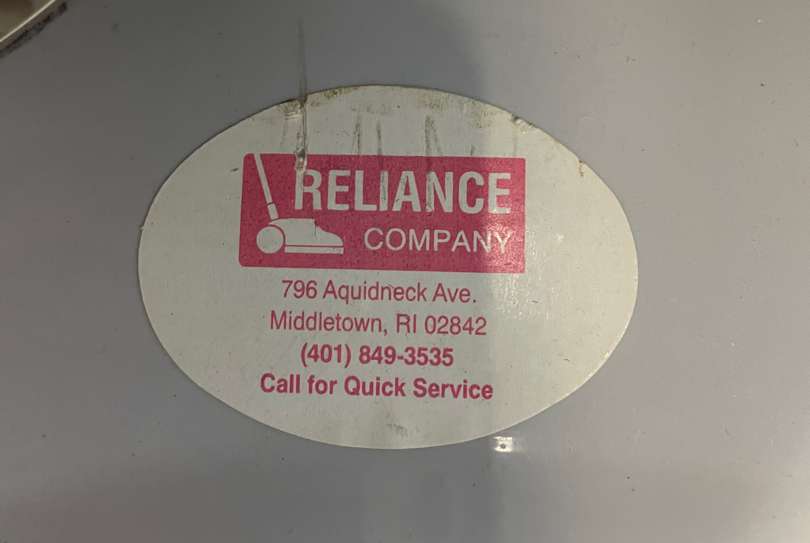 RELIANCE
COMPANY
796 Aquidneck Ave.
Middletown, RI 02842
(401) 849-3535
Call for Quick Service